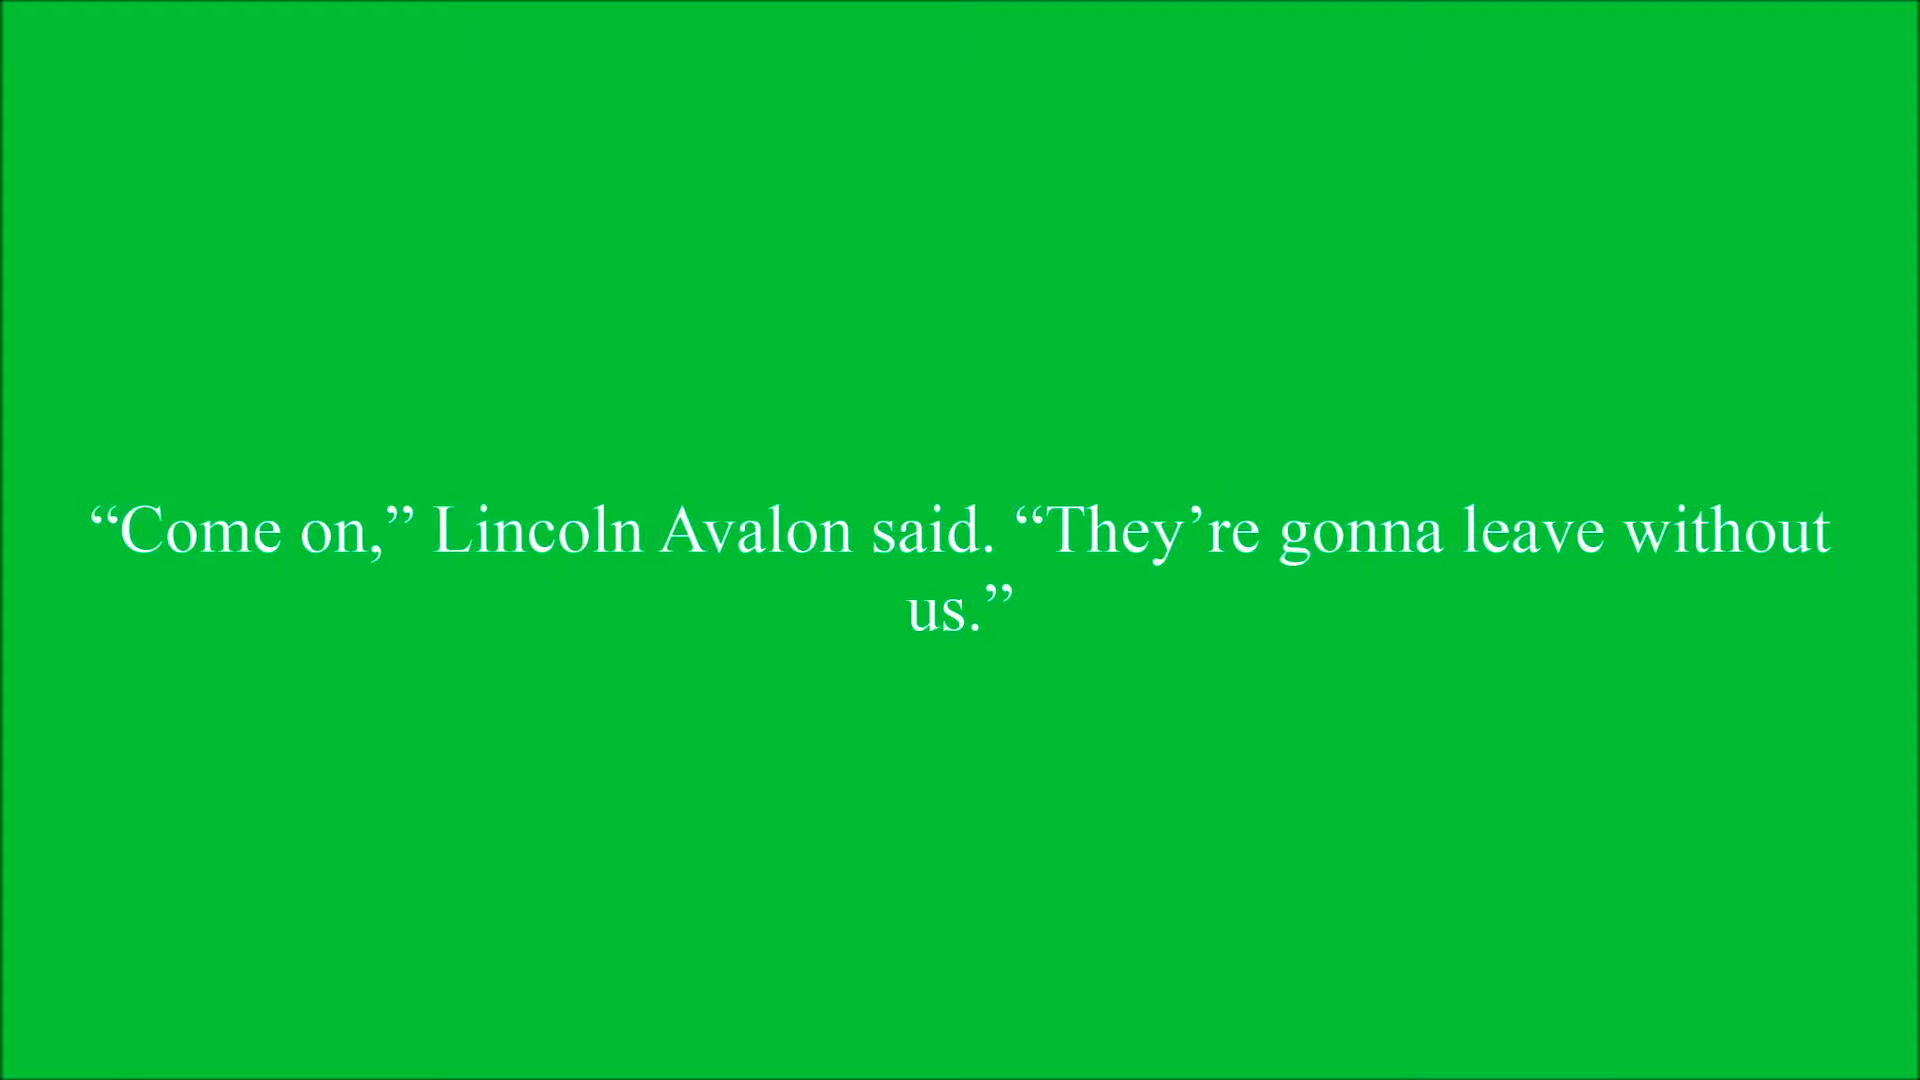 “Come on,” Lincoln Avalon said. “They’re gonna leave without
us.”